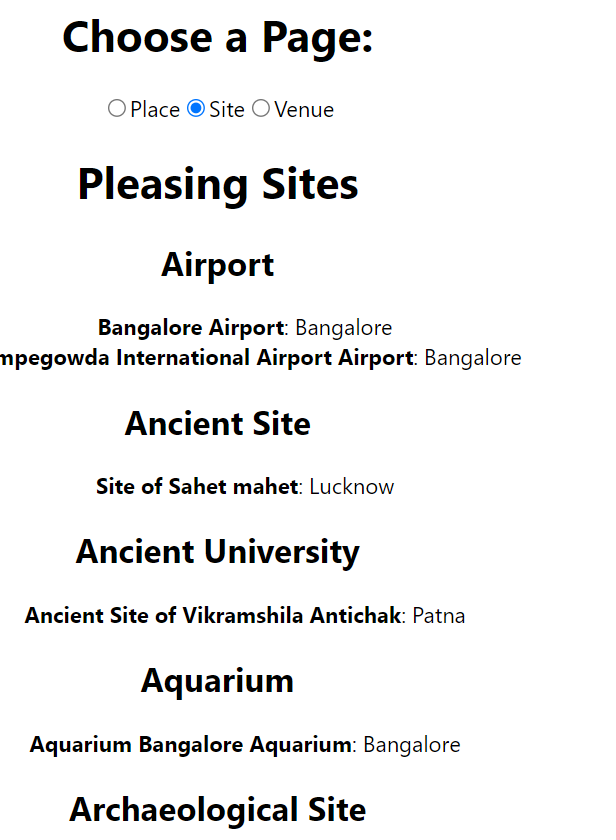 Choose a Page:
Place Site Venue
Pleasing Sites
Airport
Bangalore Airport: Bangalore
International Airport Airport: Bangalore
Ancient Site
Site of Sahet mahet: Lucknow
Ancient University
Ancient Site of Vikramshila Antichak: Patna
Aquarium
Aquarium Bangalore Aquarium: Bangalore
Archaeological Site